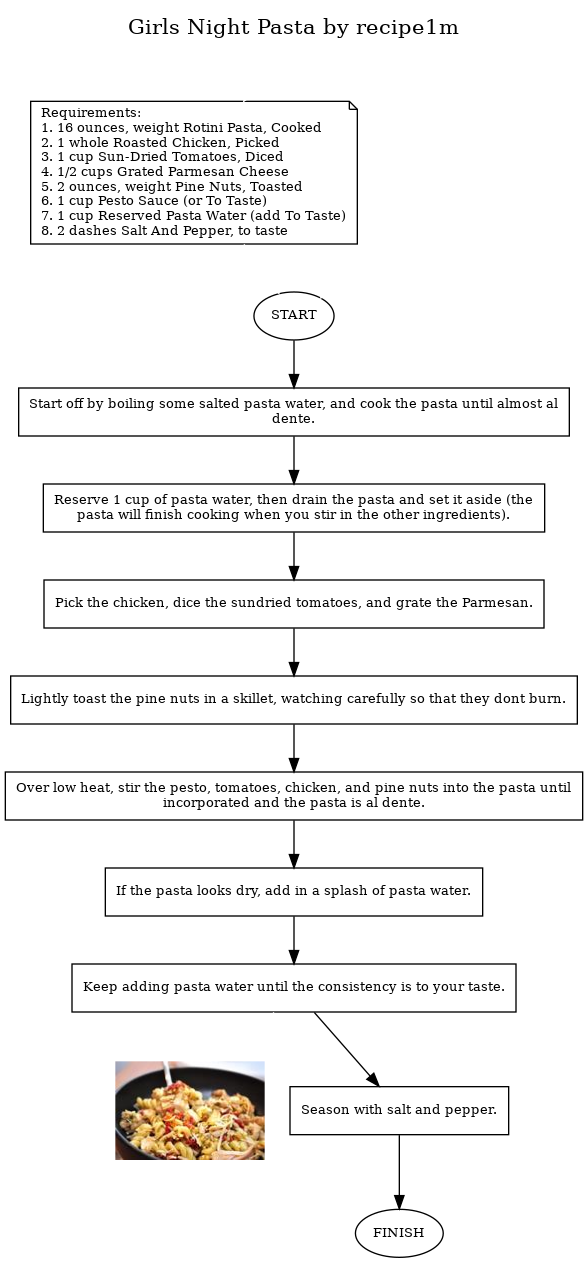 Girls Night Pasta by recipe1m
Requirements:
1. 16 ounces, weight Rotini Pasta, Cooked
2. 1 whole Roasted Chicken, Picked
3. 1 cup Sun-Dried Tomatoes, Diced
4. 1/2 cups Grated Parmesan Cheese
5. 2 ounces, weight Pine Nuts, Toasted
6. 1 cup Pesto Sauce (or To Taste)
7. 1 cup Reserved Pasta Water (add To Taste)
8. 2 dashes Salt And Pepper, to taste
START
Start off by boiling some salted pasta water, and cook the pasta until almost al
dente.
Reserve 1 cup of pasta water, then drain the pasta and set it aside (the
pasta will finish cooking when you stir in the other ingredients).
Pick the chicken, dice the sundried tomatoes, and grate the Parmesan.
Lightly toast the pine nuts in a skillet, watching carefully so that they dont burn.
Over low heat, stir the pesto, tomatoes, chicken, and pine nuts into the pasta until
incorporated and the pasta is al dente.
If the pasta looks dry, add in a splash of pasta water.
Keep adding pasta water until the consistency is to your taste.
Season with salt and pepper.
FINISH